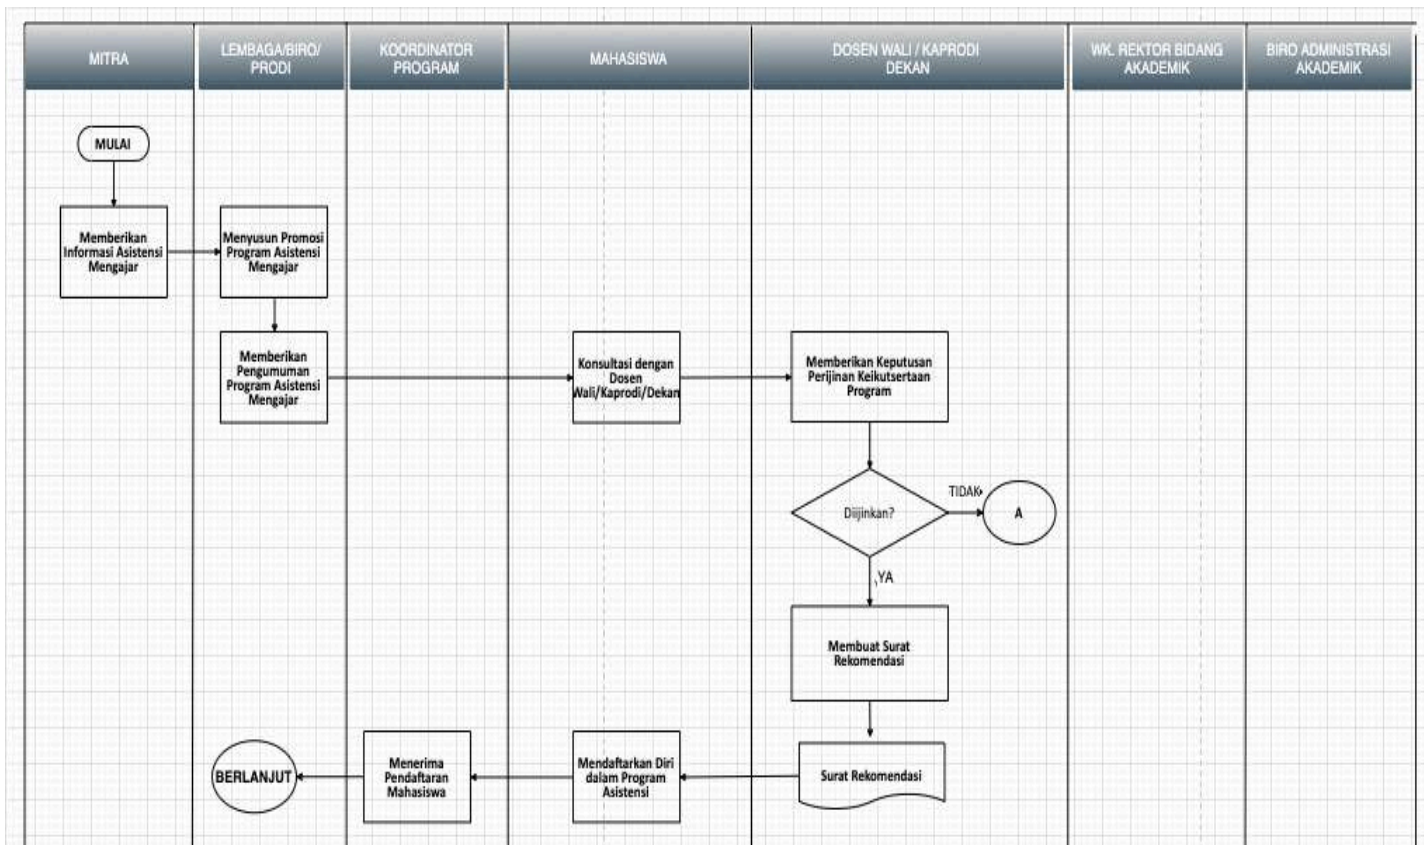 MITRA
LEMBAGA/BIRO/
PRODI
KOORDINATOR
PROGRAM
MAHASISWA
DOSEN WALI / KAPRODI
DEKAN
WK. REKTOR BIDANG
AKADEMIK
BIRO ADMINISTRASI
AKADEMIK
MULAI
Memberikan
Informasi Asistensi
Mengajar
Menyusun Promosi
Program Asistensi
Mengajar
Memberikan
Pengumuman
Program Asistensi
Mengajar
Konsultasi dengan
Dosen
Wali/Kaprodi/Dekan
Memberikan Keputusan
Perijinan Keikutsertaan
Program
Diijinkan?
TIDAK
A
YA
Membuat Surat
Rekomendasi
Surat Rekomendasi
Mendaftarkan Diri
dalam Program
Asistensi
Menerima
Pendaftaran
Mahasiswa
BERLANJUT